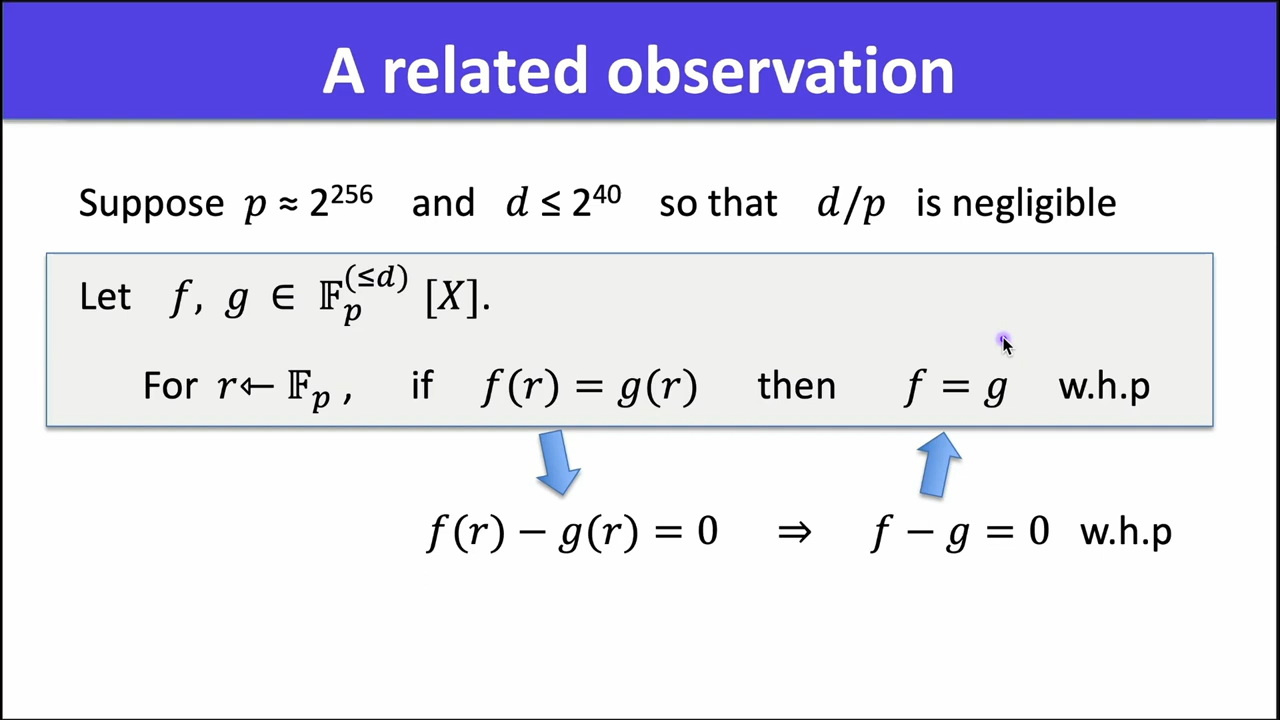 A related observation
Suppose p ≈ 2²⁵⁶ and d ≤ 2⁴⁰ so that d/p is negligible
Let f, g ∈ 𝔽ₚ^(≤d) [X].
For r ← 𝔽ₚ , if f(r) = g(r) then f = g w.h.p
f(r) − g(r) = 0 ⇒ f − g = 0 w.h.p